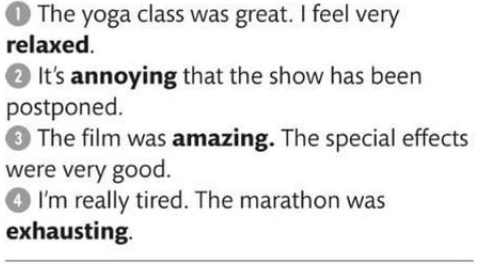 1 The yoga class was great. I feel very
relaxed.
2 It's annoying that the show has been
postponed.
3 The film was amazing. The special effects
were very good.
4 I'm really tired. The marathon was
exhausting.